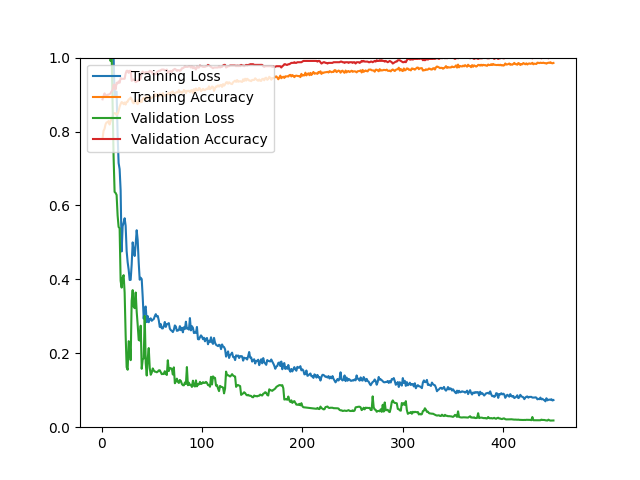 1.0
0.8
0.6
0.4
0.2
0.0
Training Loss
Training Accuracy
Validation Loss
Validation Accuracy
0 100 200 300 400